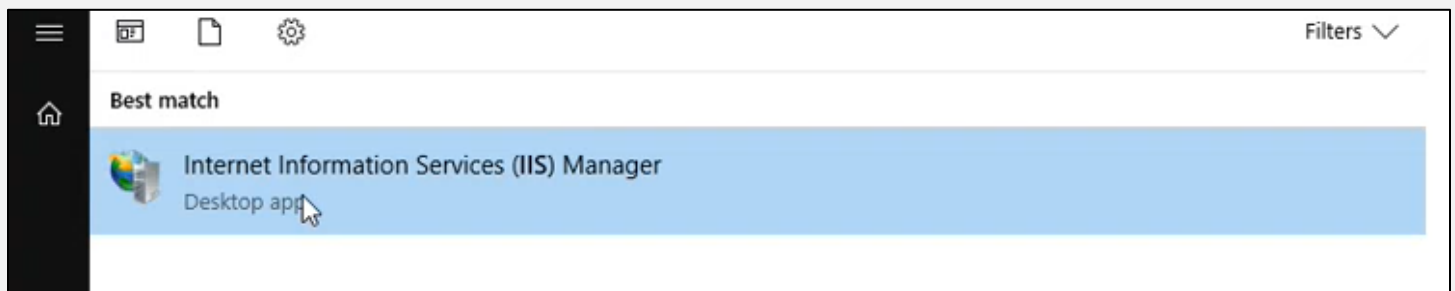 Filters
Best match
Internet Information Services (IIS) Manager
Desktop app